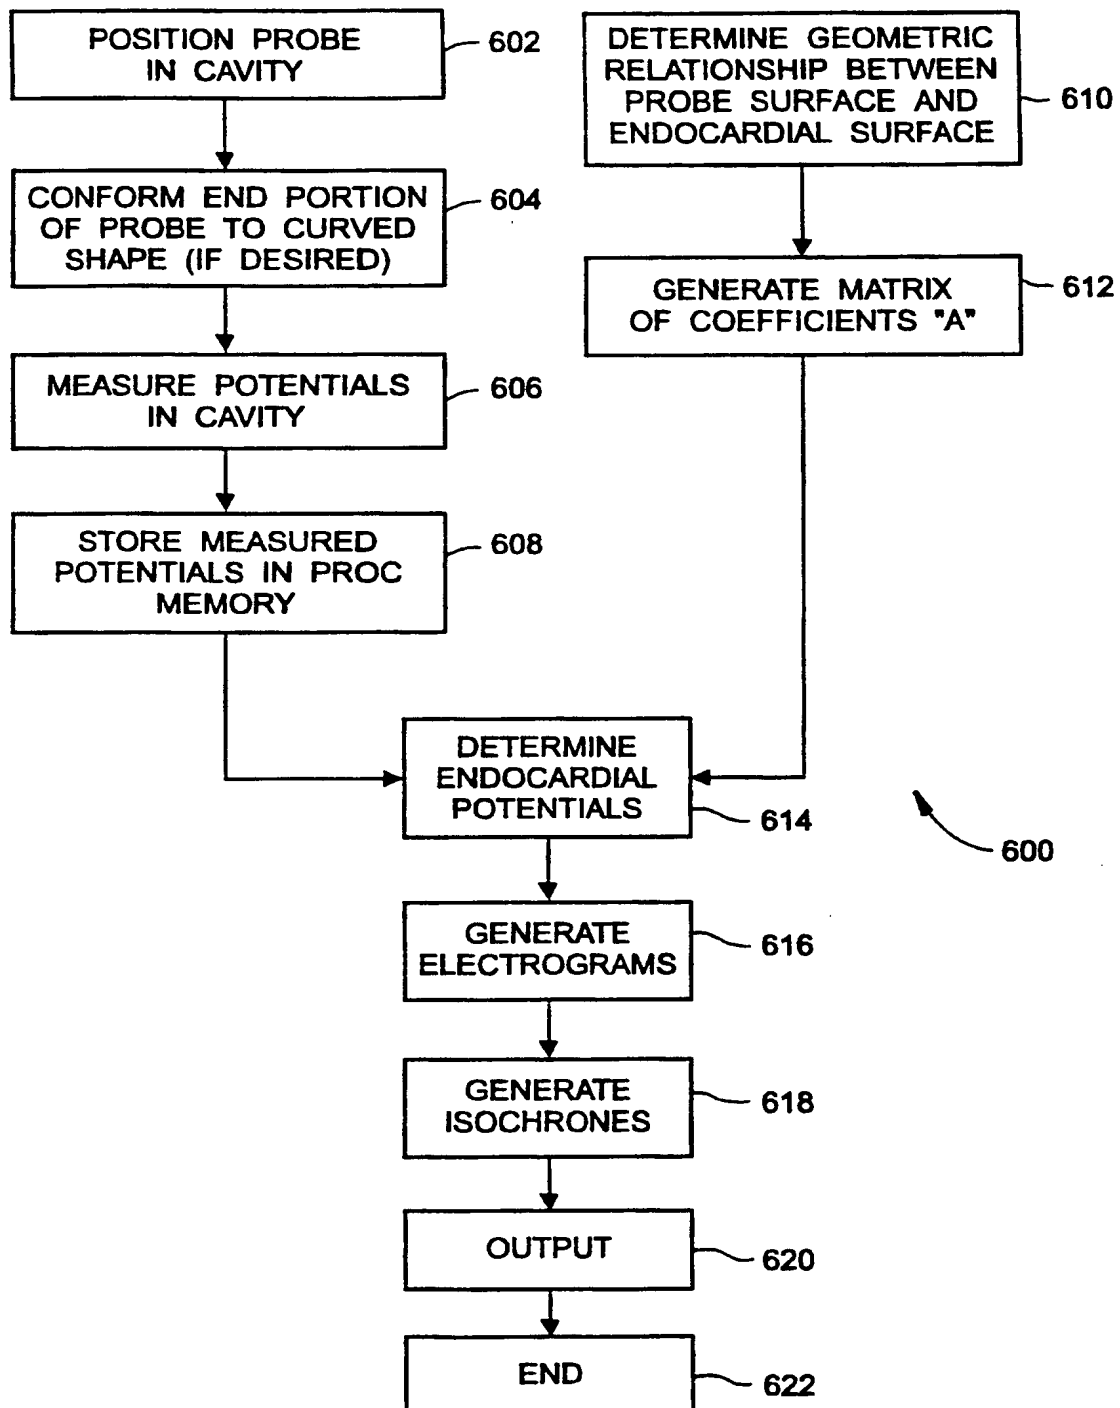 POSITION PROBE
IN CAVITY
602
CONFORM END PORTION
OF PROBE TO CURVED
SHAPE (IF DESIRED)
604
MEASURE POTENTIALS
IN CAVITY
606
STORE MEASURED
POTENTIALS IN PROC
MEMORY
608
DETERMINE GEOMETRIC
RELATIONSHIP BETWEEN
PROBE SURFACE AND
ENDOCARDIAL SURFACE
610
GENERATE MATRIX
OF COEFFICIENTS "A"
612
DETERMINE
ENDOCARDIAL
POTENTIALS
614
600
GENERATE
ELECTROGRAMS
616
GENERATE
ISOCHRONES
618
OUTPUT
620
END
622